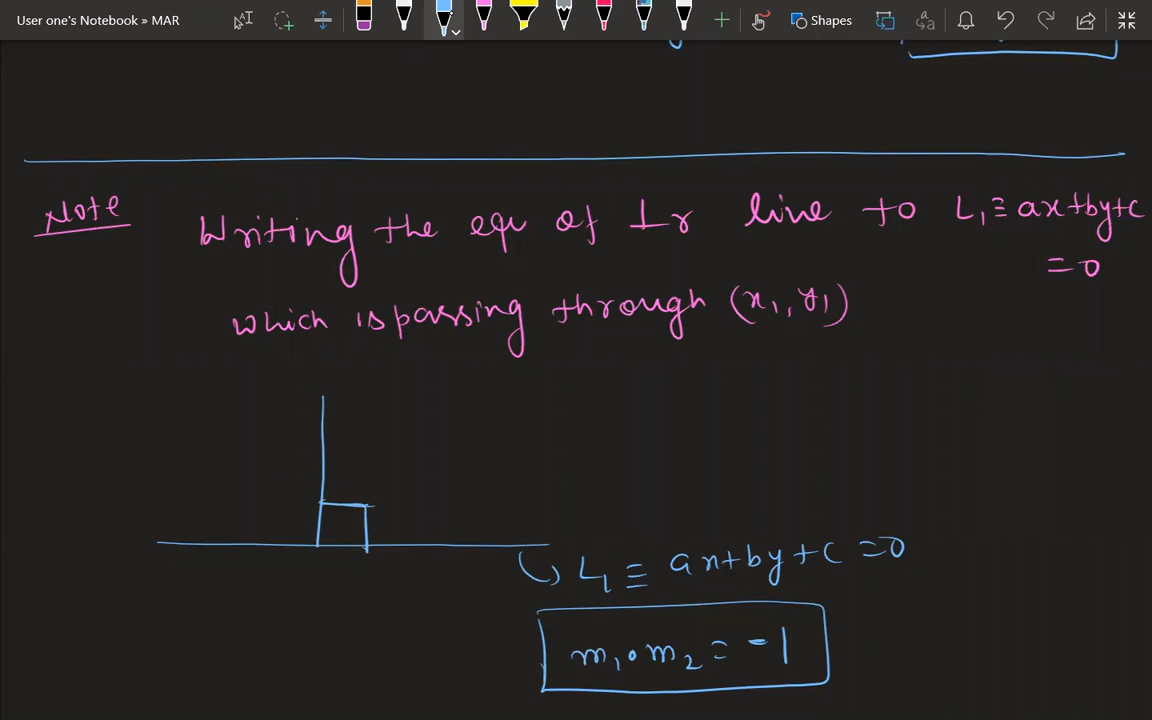 User one's Notebook » MAR
Shapes
Note Writing the eqn of ⊥r line to L₁ ≡ ax+by+c
=0
which is passing through (x₁, y₁)
L₁ ≡ ax+by+c=0
m₁•m₂ = -1